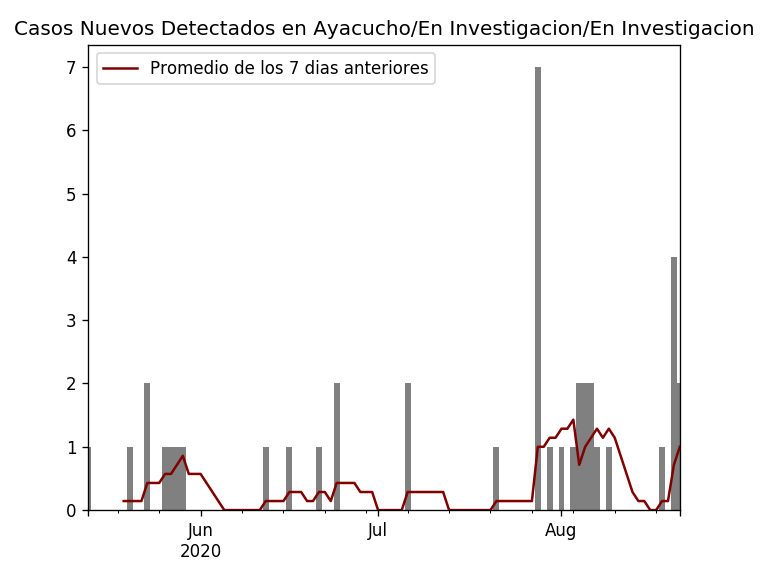 Casos Nuevos Detectados en Ayacucho/En Investigacion/En Investigacion
Promedio de los 7 dias anteriores
7
6
5
4
3
2
1
0
Jun
2020
Jul
Aug